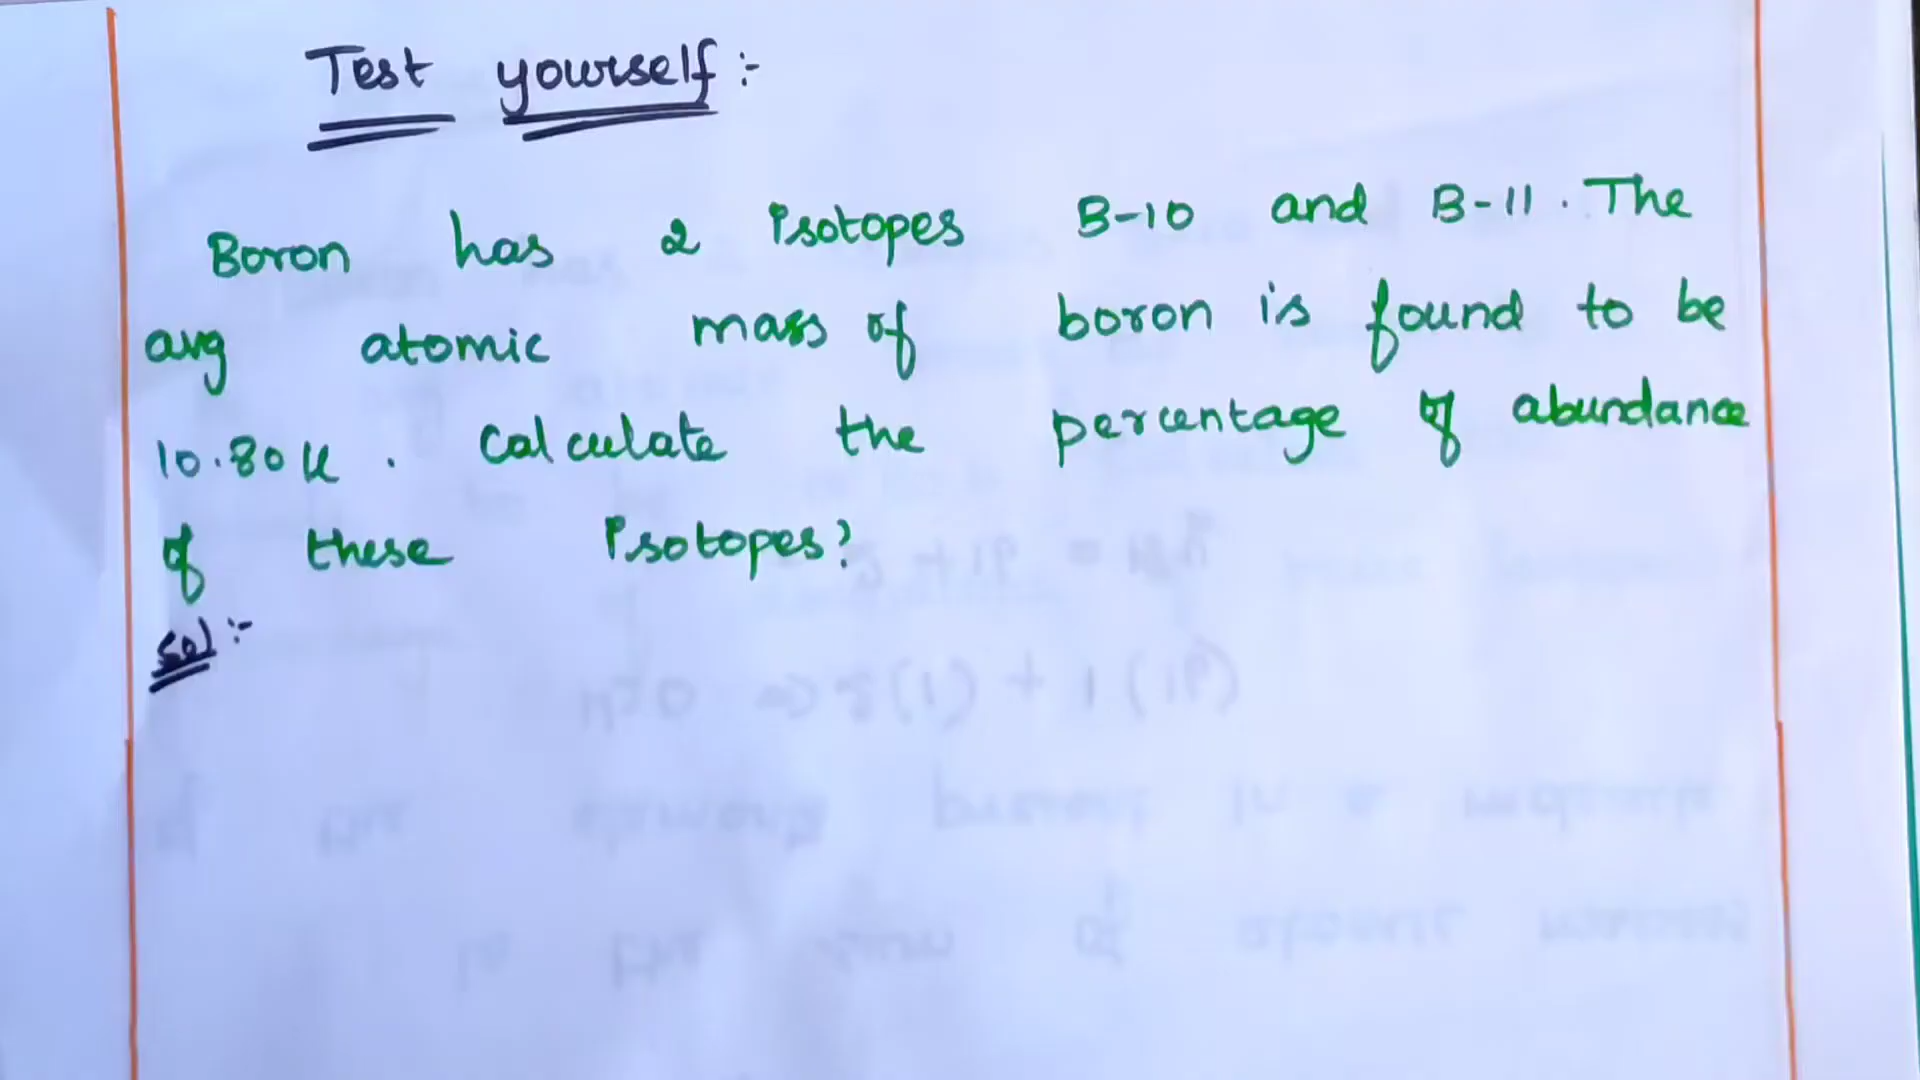 Test yourself :-
Boron has 2 isotopes B-10 and B-11. The
avg atomic mass of boron is found to be
10.80u. Calculate the percentage of abundance
of these isotopes?
Sol :-